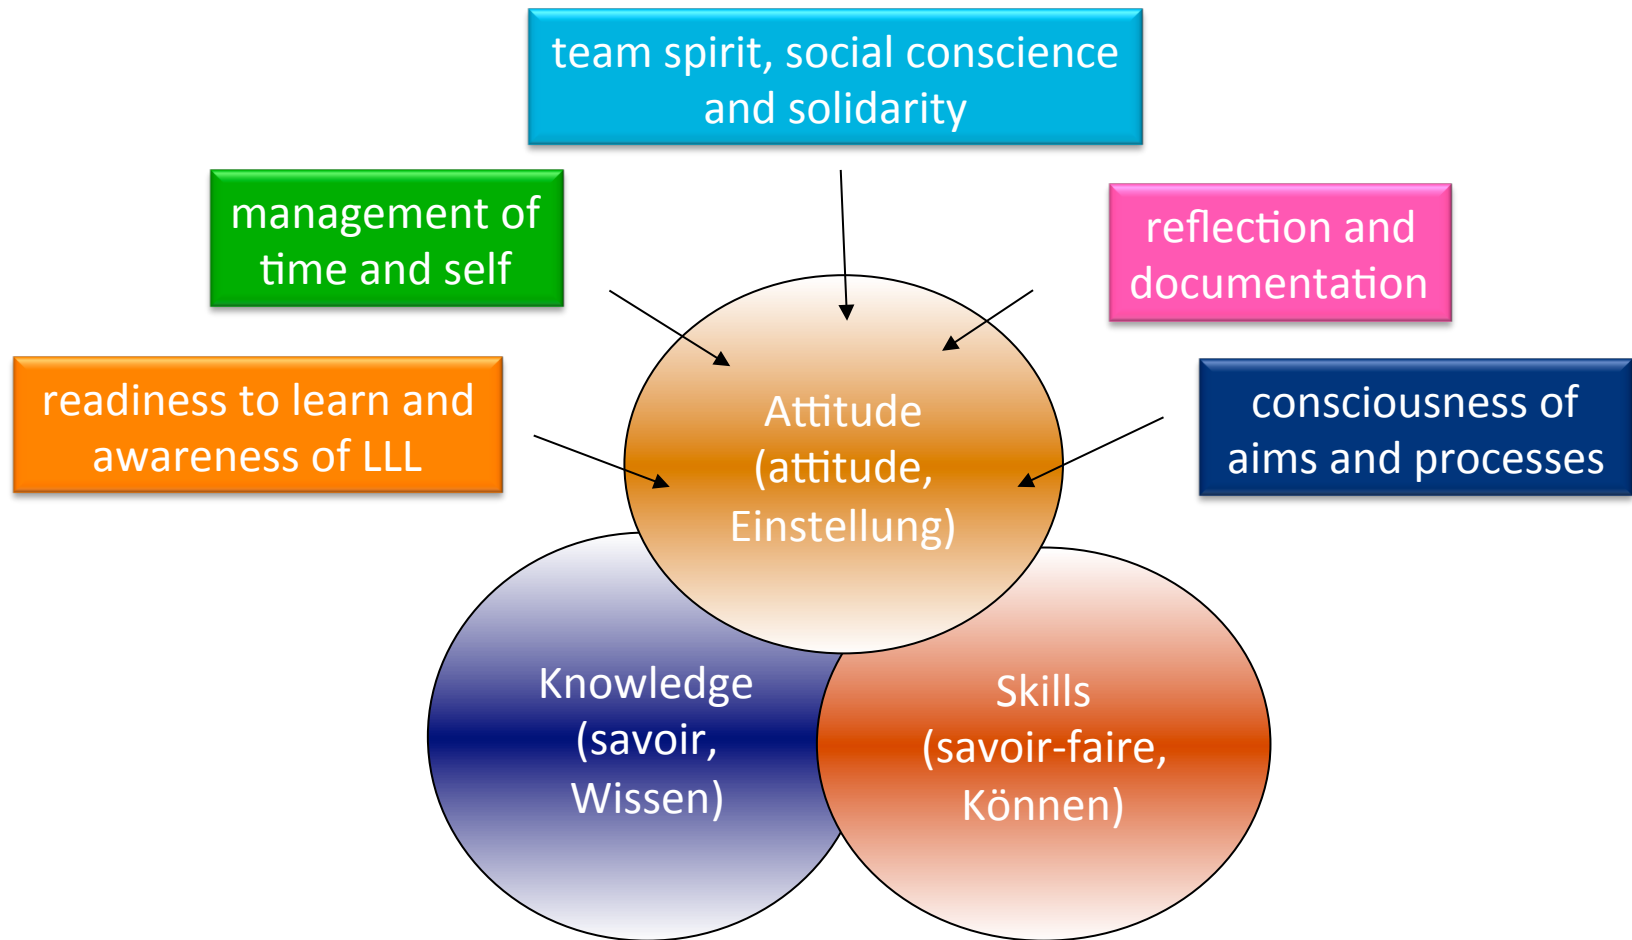 team spirit, social conscience
and solidarity
management of
time and self
reflection and
documentation
readiness to learn and
awareness of LLL
consciousness of
aims and processes
Attitude
(attitude,
Einstellung)
Knowledge
(savoir,
Wissen)
Skills
(savoir-faire,
Können)